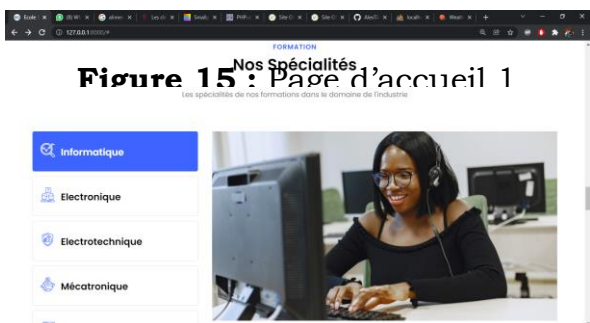 127.0.0.1:8000/#
FORMATION
Nos Spécialités
Figure 15 : Page d'accueil 1
Les spécialités de nos formations dans le domaine de l'industrie
Informatique
Electronique
Electrotechnique
Mécatronique